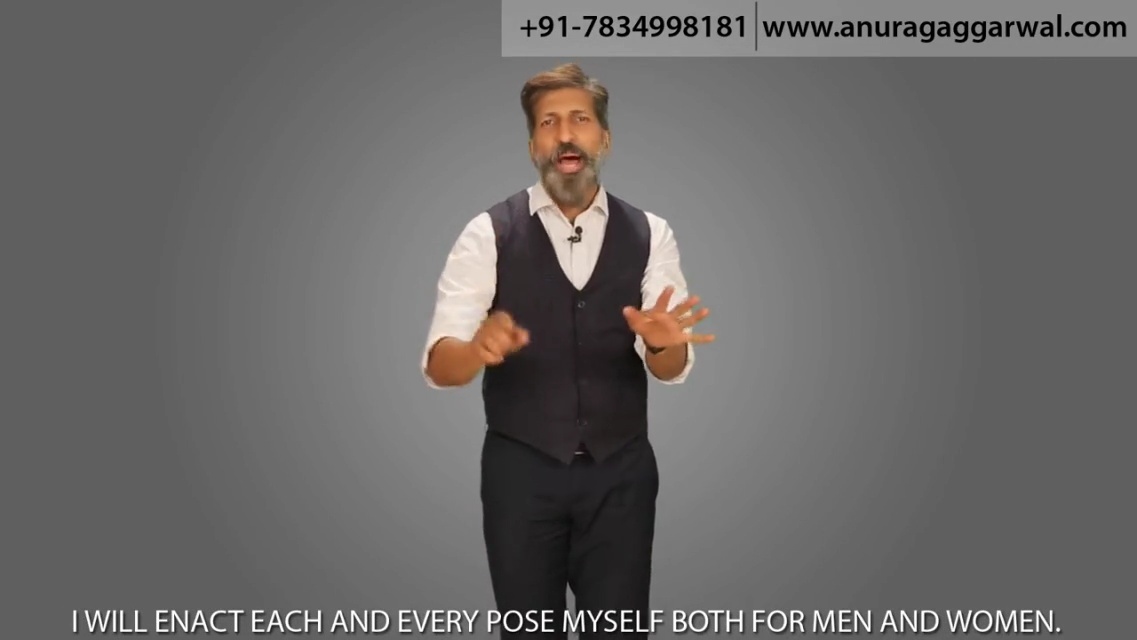 +91-7834998181 | www.anuragaggarwal.com
I WILL ENACT EACH AND EVERY POSE MYSELF BOTH FOR MEN AND WOMEN.